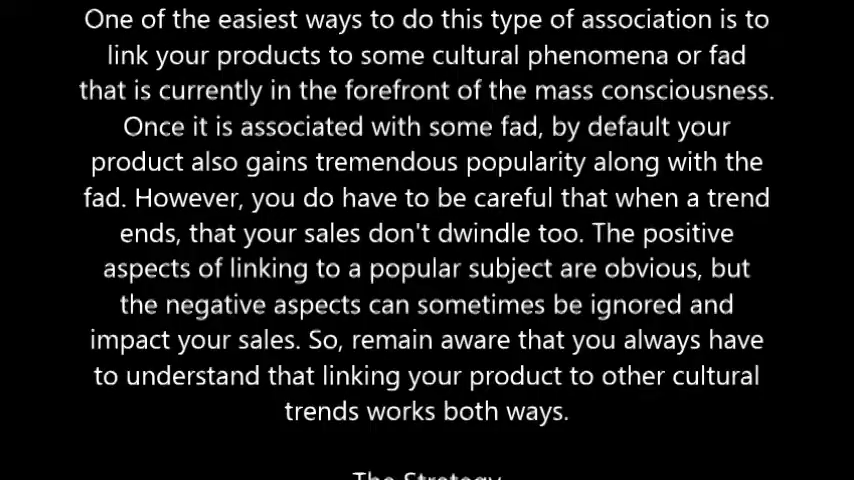 One of the easiest ways to do this type of association is to
link your products to some cultural phenomena or fad
that is currently in the forefront of the mass consciousness.
Once it is associated with some fad, by default your
product also gains tremendous popularity along with the
fad. However, you do have to be careful that when a trend
ends, that your sales don't dwindle too. The positive
aspects of linking to a popular subject are obvious, but
the negative aspects can sometimes be ignored and
impact your sales. So, remain aware that you always have
to understand that linking your product to other cultural
trends works both ways.
The Strategy